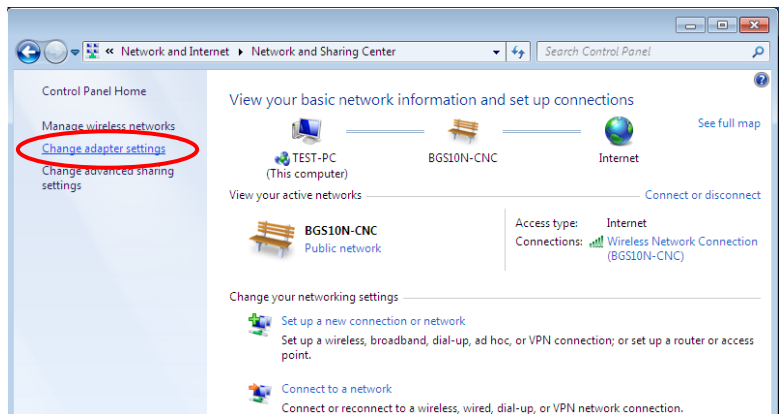 « Network and Internet ▸ Network and Sharing Center
Search Control Panel
Control Panel Home
Manage wireless networks
Change adapter settings
Change advanced sharing
settings
View your basic network information and set up connections
See full map
TEST-PC
(This computer)
BGS10N-CNC
Internet
View your active networks
Connect or disconnect
BGS10N-CNC
Public network
Access type: Internet
Connections: Wireless Network Connection
(BGS10N-CNC)
Change your networking settings
Set up a new connection or network
Set up a wireless, broadband, dial-up, ad hoc, or VPN connection; or set up a router or access
point.
Connect to a network
Connect or reconnect to a wireless, wired, dial-up, or VPN network connection.